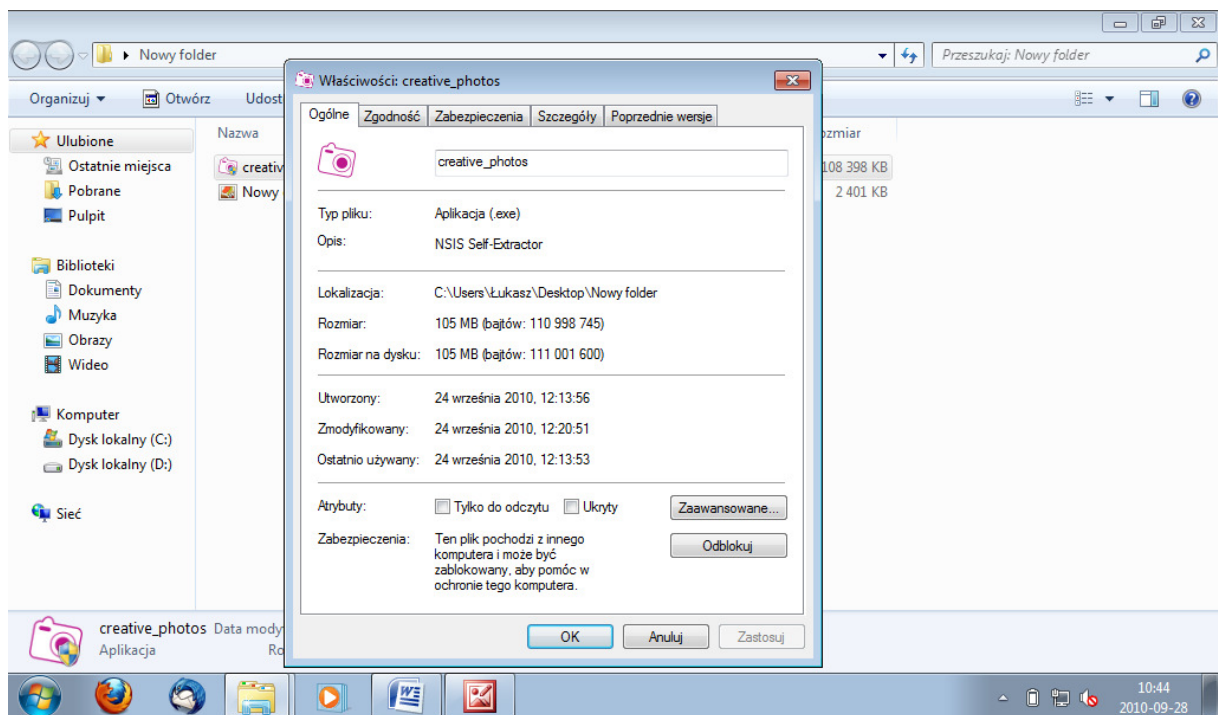 Nowy folder
Przeszukaj: Nowy folder
Organizuj
Otwórz
Udost
Ulubione
Ostatnie miejsca
Pobrane
Pulpit
Biblioteki
Dokumenty
Muzyka
Obrazy
Wideo
Komputer
Dysk lokalny (C:)
Dysk lokalny (D:)
Sieć
Nazwa
creativ
Nowy
ozmiar
108 398 KB
2 401 KB
Właściwości: creative_photos
Ogólne Zgodność Zabezpieczenia Szczegóły Poprzednie wersje
creative_photos
Typ pliku: Aplikacja (.exe)
Opis: NSIS Self-Extractor
Lokalizacja: C:\Users\Łukasz\Desktop\Nowy folder
Rozmiar: 105 MB (bajtów: 110 998 745)
Rozmiar na dysku: 105 MB (bajtów: 111 001 600)
Utworzony: 24 września 2010, 12:13:56
Zmodyfikowany: 24 września 2010, 12:20:51
Ostatnio używany: 24 września 2010, 12:13:53
Atrybuty: Tylko do odczytu Ukryty Zaawansowane...
Zabezpieczenia: Ten plik pochodzi z innego
komputera i może być
zablokowany, aby pomóc w
ochronie tego komputera.
Odblokuj
OK Anuluj Zastosuj
creative_photos Data mody
Aplikacja Ro
W
10:44
2010-09-28